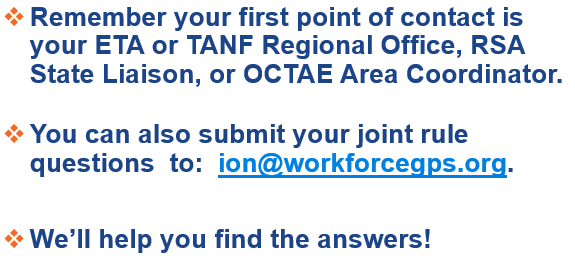 ❖ Remember your first point of contact is
your ETA or TANF Regional Office, RSA
State Liaison, or OCTAE Area Coordinator.
❖ You can also submit your joint rule
questions  to:  ion@workforcegps.org.
❖ We’ll help you find the answers!